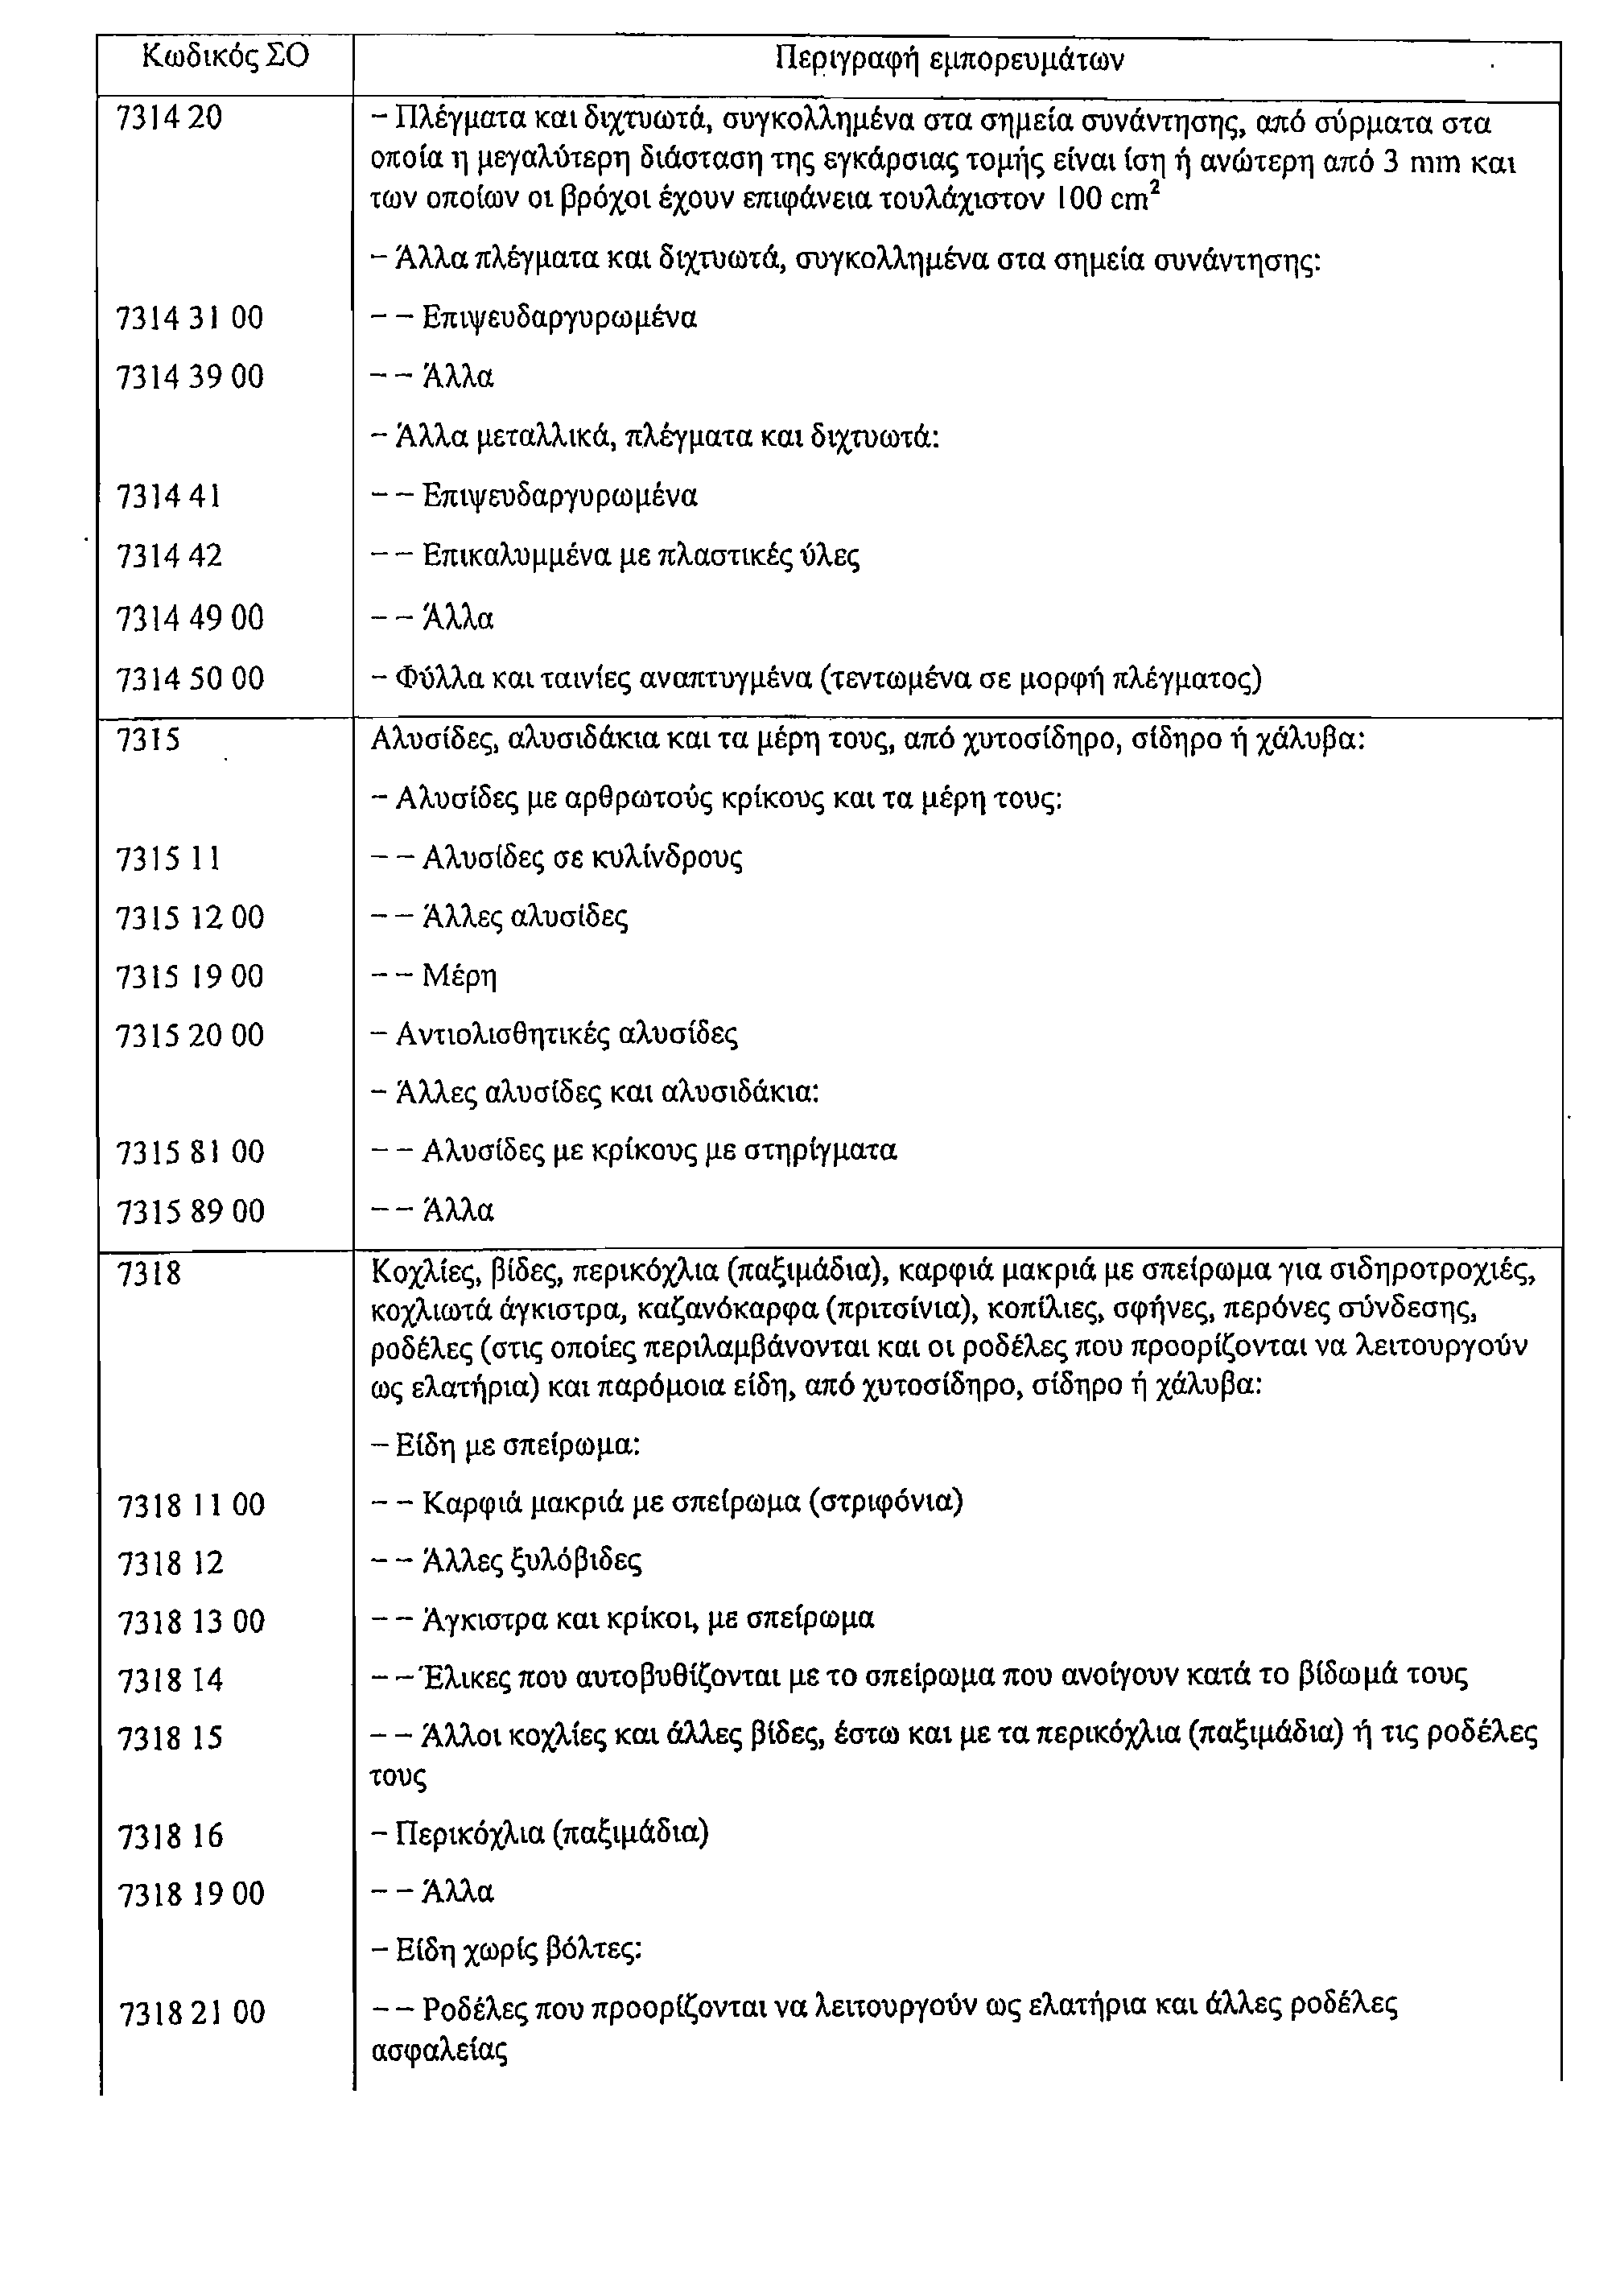 Κωδικός ΣΟ Περιγραφή εμπορευμάτων
7314 20 – Πλέγματα και διχτυωτά, συγκολλημένα στα σημεία συνάντησης, από σύρματα στα
οποία η μεγαλύτερη διάσταση της εγκάρσιας τομής είναι ίση ή ανώτερη από 3 mm και
των οποίων οι βρόχοι έχουν επιφάνεια τουλάχιστον 100 cm²
– Άλλα πλέγματα και διχτυωτά, συγκολλημένα στα σημεία συνάντησης:
7314 31 00 – – Επιψευδαργυρωμένα
7314 39 00 – – Άλλα
– Άλλα μεταλλικά, πλέγματα και διχτυωτά:
7314 41 – – Επιψευδαργυρωμένα
7314 42 – – Επικαλυμμένα με πλαστικές ύλες
7314 49 00 – – Άλλα
7314 50 00 – Φύλλα και ταινίες αναπτυγμένα (τεντωμένα σε μορφή πλέγματος)
7315 Αλυσίδες, αλυσιδάκια και τα μέρη τους, από χυτοσίδηρο, σίδηρο ή χάλυβα:
– Αλυσίδες με αρθρωτούς κρίκους και τα μέρη τους:
7315 11 – – Αλυσίδες σε κυλίνδρους
7315 12 00 – – Άλλες αλυσίδες
7315 19 00 – – Μέρη
7315 20 00 – Αντιολισθητικές αλυσίδες
– Άλλες αλυσίδες και αλυσιδάκια:
7315 81 00 – – Αλυσίδες με κρίκους με στηρίγματα
7315 89 00 – – Άλλα
7318 Κοχλίες, βίδες, περικόχλια (παξιμάδια), καρφιά μακριά με σπείρωμα για σιδηροτροχιές,
κοχλιωτά άγκιστρα, καζανόκαρφα (πριτσίνια), κοπίλιες, σφήνες, περόνες σύνδεσης,
ροδέλες (στις οποίες περιλαμβάνονται και οι ροδέλες που προορίζονται να λειτουργούν
ως ελατήρια) και παρόμοια είδη, από χυτοσίδηρο, σίδηρο ή χάλυβα:
– Είδη με σπείρωμα:
7318 11 00 – – Καρφιά μακριά με σπείρωμα (στριφόνια)
7318 12 – – Άλλες ξυλόβιδες
7318 13 00 – – Άγκιστρα και κρίκοι, με σπείρωμα
7318 14 – – Έλικες που αυτοβυθίζονται με το σπείρωμα που ανοίγουν κατά το βίδωμά τους
7318 15 – – Άλλοι κοχλίες και άλλες βίδες, έστω και με τα περικόχλια (παξιμάδια) ή τις ροδέλες
τους
7318 16 – Περικόχλια (παξιμάδια)
7318 19 00 – – Άλλα
– Είδη χωρίς βόλτες:
7318 21 00 – – Ροδέλες που προορίζονται να λειτουργούν ως ελατήρια και άλλες ροδέλες
ασφαλείας